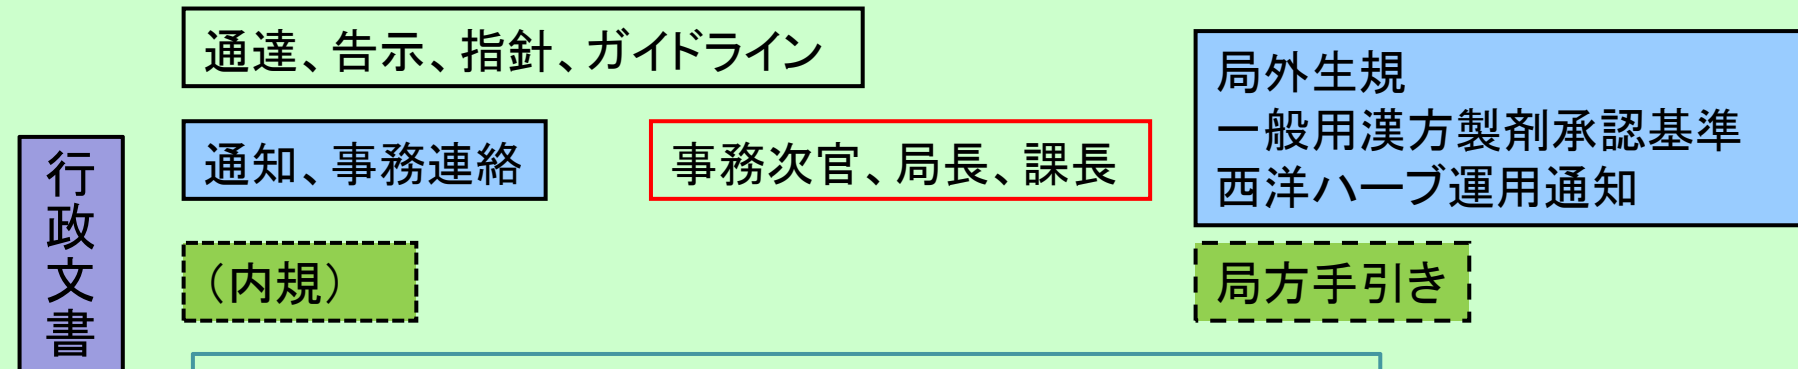 通達、告示、指針、ガイドライン
局外生規
一般用漢方製剤承認基準
西洋ハーブ運用通知
行政文書
通知、事務連絡
事務次官、局長、課長
（内規）
局方手引き